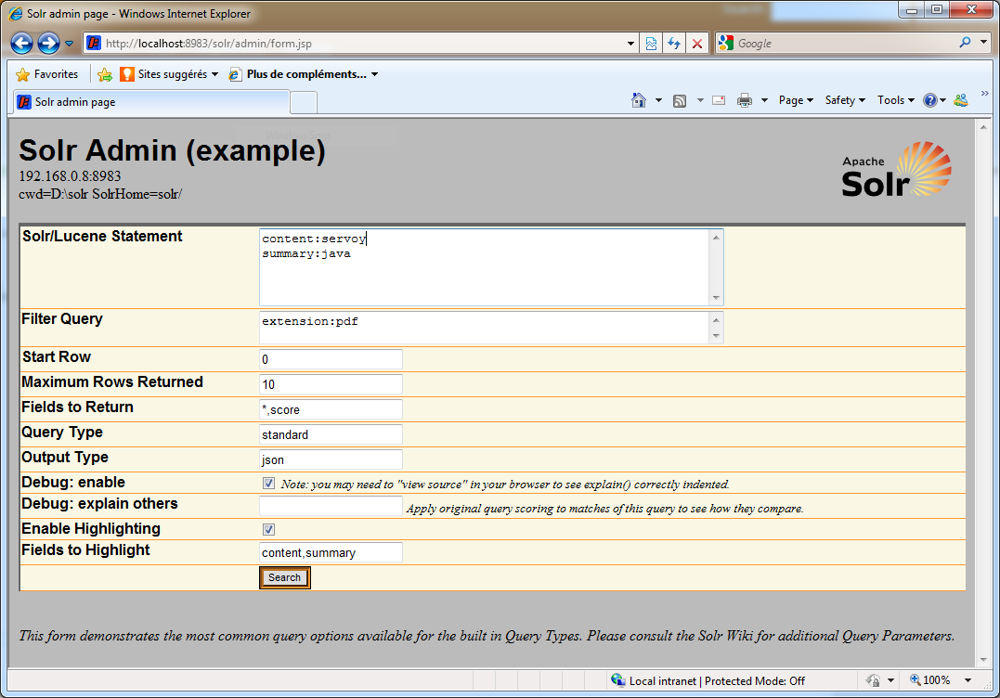 Solr admin page - Windows Internet Explorer
http://localhost:8983/solr/admin/form.jsp
Google
Favorites
Sites suggérés
Plus de compléments...
Solr admin page
Page
Safety
Tools
»
Solr Admin (example)
192.168.0.8:8983
cwd=D:\solr SolrHome=solr/
Apache
Solr
Solr/Lucene Statement
content:servoy
summary:java
Filter Query
extension:pdf
Start Row
0
Maximum Rows Returned
10
Fields to Return
*,score
Query Type
standard
Output Type
json
Debug: enable
Note: you may need to "view source" in your browser to see explain() correctly indented.
Debug: explain others
Apply original query scoring to matches of this query to see how they compare.
Enable Highlighting
Fields to Highlight
content,summary
Search
This form demonstrates the most common query options available for the built in Query Types. Please consult the Solr Wiki for additional Query Parameters.
Local intranet | Protected Mode: Off
100%